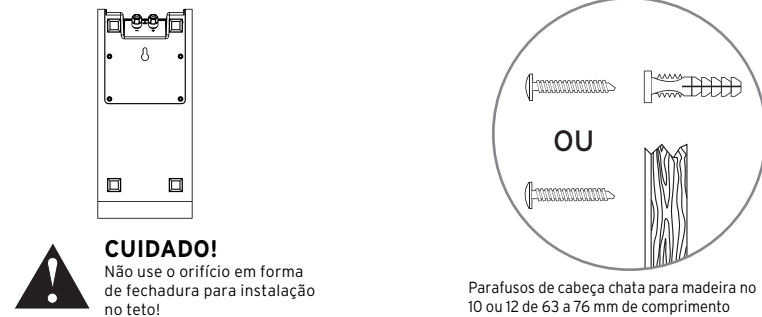 CUIDADO!
Não use o orifício em forma
de fechadura para instalação
no teto!
OU
Parafusos de cabeça chata para madeira no
10 ou 12 de 63 a 76 mm de comprimento